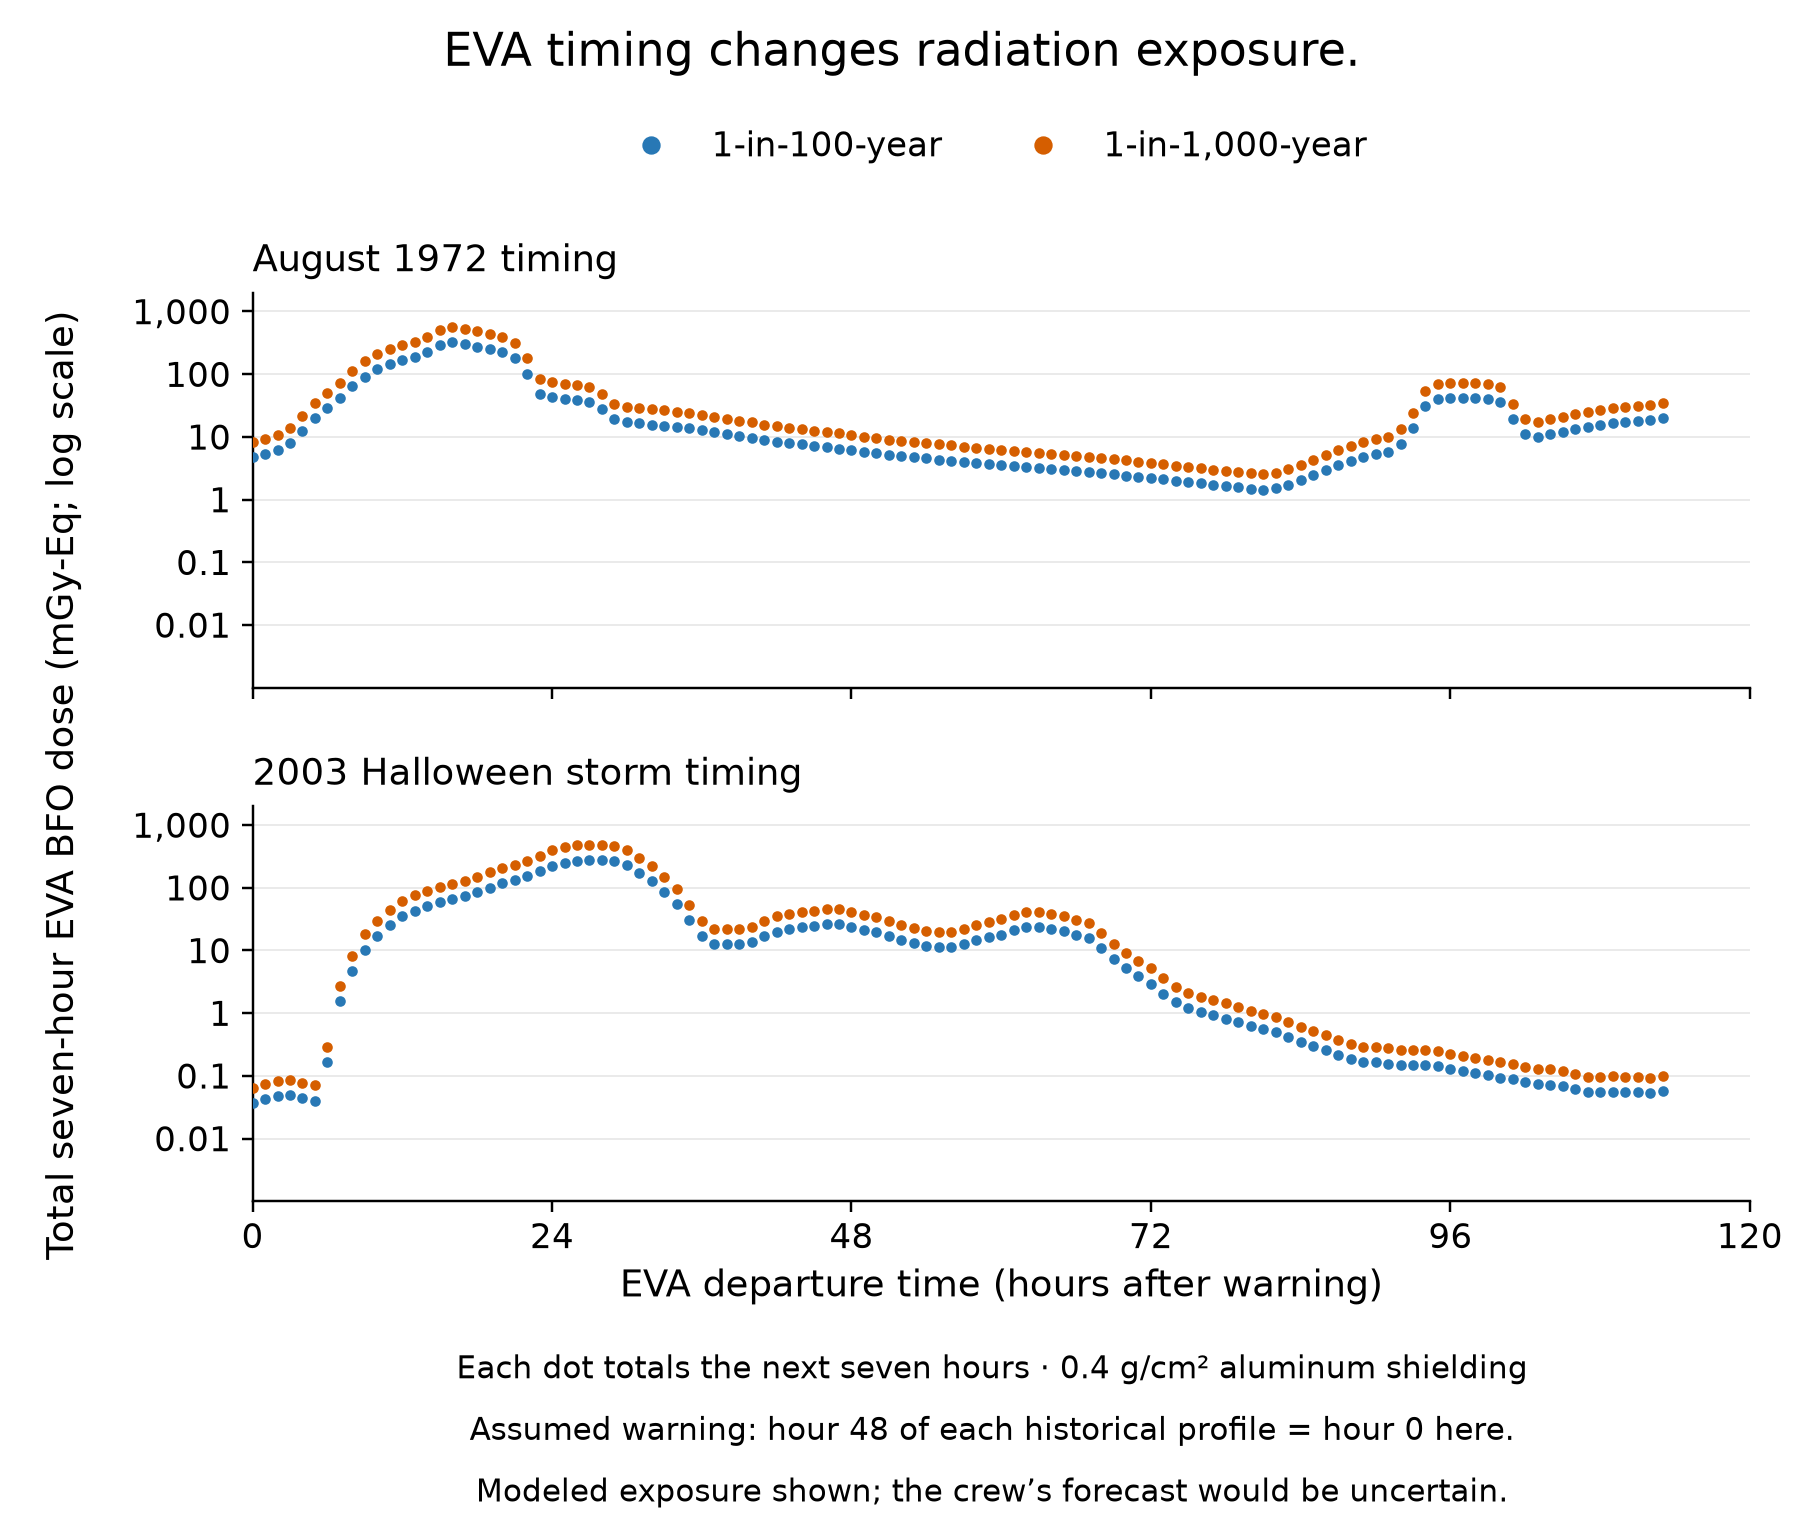 EVA timing changes radiation exposure.
1-in-100-year
1-in-1,000-year
August 1972 timing
1,000
100
10
1
0.1
0.01
Total seven-hour EVA BFO dose (mGy-Eq; log scale)
2003 Halloween storm timing
1,000
100
10
1
0.1
0.01
0
24
48
72
96
120
EVA departure time (hours after warning)
Each dot totals the next seven hours · 0.4 g/cm² aluminum shielding
Assumed warning: hour 48 of each historical profile = hour 0 here.
Modeled exposure shown; the crew’s forecast would be uncertain.